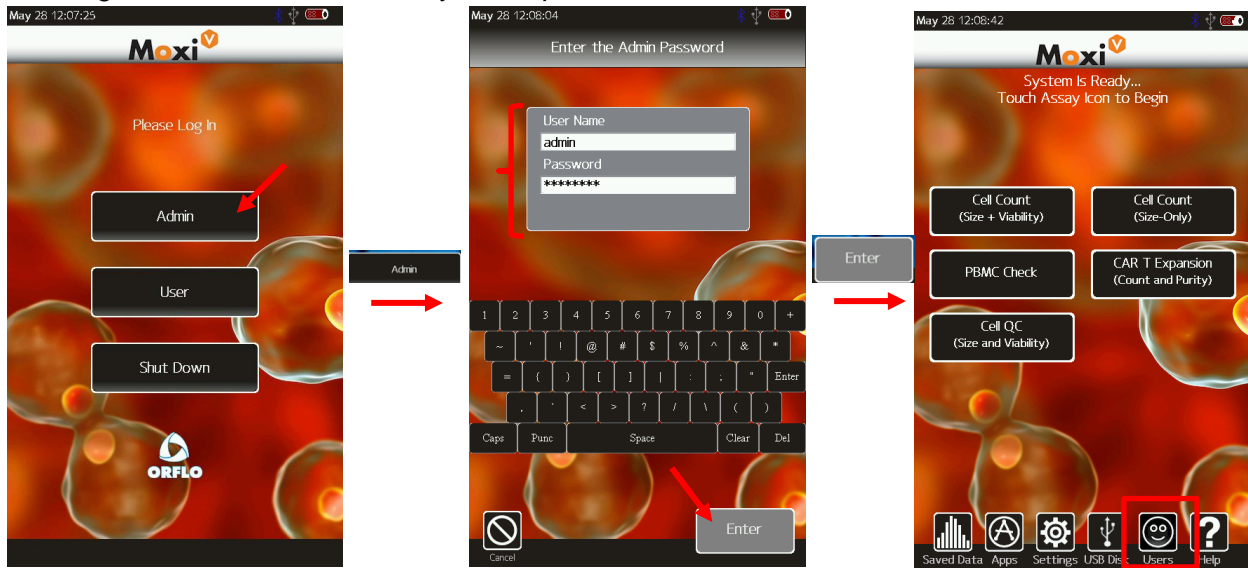 May 28 12:07:25
MoxiV
Please Log In
Admin
User
Shut Down
ORFLO
Admin
May 28 12:08:04
Enter the Admin Password
User Name
admin
Password
********
1 2 3 4 5 6 7 8 9 0 +
~ ' ! @ # $ % ^ & *
= ( ) [ ] | : ; " Enter
. ` < > ? / \ ( )
Caps Punc Space Clear Del
Cancel
Enter
Enter
May 28 12:08:42
MoxiV
System Is Ready...
Touch Assay Icon to Begin
Cell Count
(Size + Viability)
Cell Count
(Size-Only)
PBMC Check
CAR T Expansion
(Count and Purity)
Cell QC
(Size and Viability)
Saved Data Apps Settings USB Disk Users Help